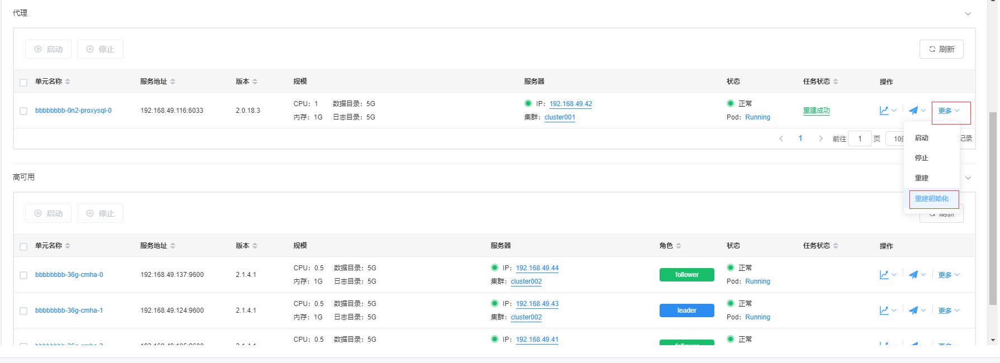 代理
启动 停止 刷新
单元名称 服务地址 版本 规模 服务器 状态 任务状态 操作
bbbbbbbb-0n2-proxysql-0 192.168.49.116:6033 2.0.18.3 CPU: 1 数据目录: 5G IP: 192.168.49.42 正常 重建成功 更多
内存: 1G 日志目录: 5G 集群: cluster001 Pod: Running
1 前往 1 页 10 记录
启动
停止
重建
重建初始化
高可用
启动 停止 刷新
单元名称 服务地址 版本 规模 服务器 角色 状态 任务状态 操作
bbbbbbbb-36g-cmha-0 192.168.49.137:9600 2.1.4.1 CPU: 0.5 数据目录: 5G IP: 192.168.49.44 follower 正常 更多
内存: 1G 日志目录: 5G 集群: cluster002 Pod: Running
bbbbbbbb-36g-cmha-1 192.168.49.124:9600 2.1.4.1 CPU: 0.5 数据目录: 5G IP: 192.168.49.43 leader 正常 更多
内存: 1G 日志目录: 5G 集群: cluster002 Pod: Running
CPU: 0.5 数据目录: 5G IP: 192.168.49.41 正常